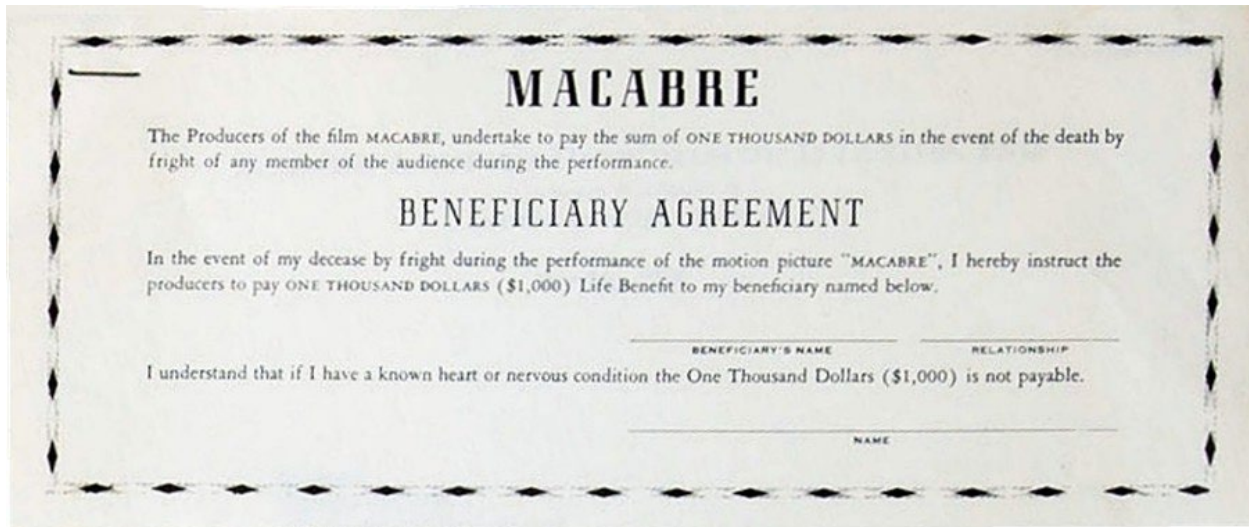 MACABRE
The Producers of the film MACABRE, undertake to pay the sum of ONE THOUSAND DOLLARS in the event of the death by
fright of any member of the audience during the performance.
BENEFICIARY AGREEMENT
In the event of my decease by fright during the performance of the motion picture "MACABRE", I hereby instruct the
producers to pay ONE THOUSAND DOLLARS ($1,000) Life Benefit to my beneficiary named below.
BENEFICIARY'S NAME RELATIONSHIP
I understand that if I have a known heart or nervous condition the One Thousand Dollars ($1,000) is not payable.
NAME